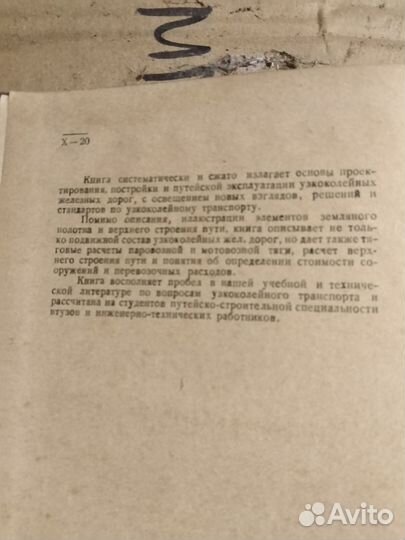 Х—20
Книга систематически и сжато излагает основы проек-
тирования, постройки и путейской эксплуатации узкоколейных
железных дорог, с освещением новых взглядов, решений и
стандартов по узкоколейному транспорту.
Помимо описания, иллюстрации элементов земляного
полотна и верхнего строения пути, книга описывает не толь-
ко подвижной состав узкоколейных жел. дорог, но дает также тя-
говые расчеты паровозной и мотовозной тяги, расчет верх-
него строения пути и понятия об определении стоимости со-
оружений и перевозочных расходов.
Книга восполняет пробел в нашей учебной и техниче-
ской литературе по вопросам узкоколейного транспорта и
рассчитана на студентов путейско-строительной специальности
втузов и инженерно-технических работников.
Avito